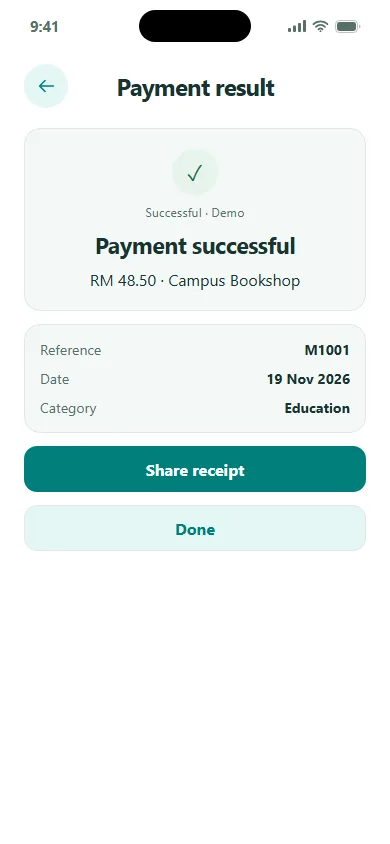 9:41
Payment result
Successful · Demo
Payment successful
RM 48.50 · Campus Bookshop
Reference M1001
Date 19 Nov 2026
Category Education
Share receipt
Done